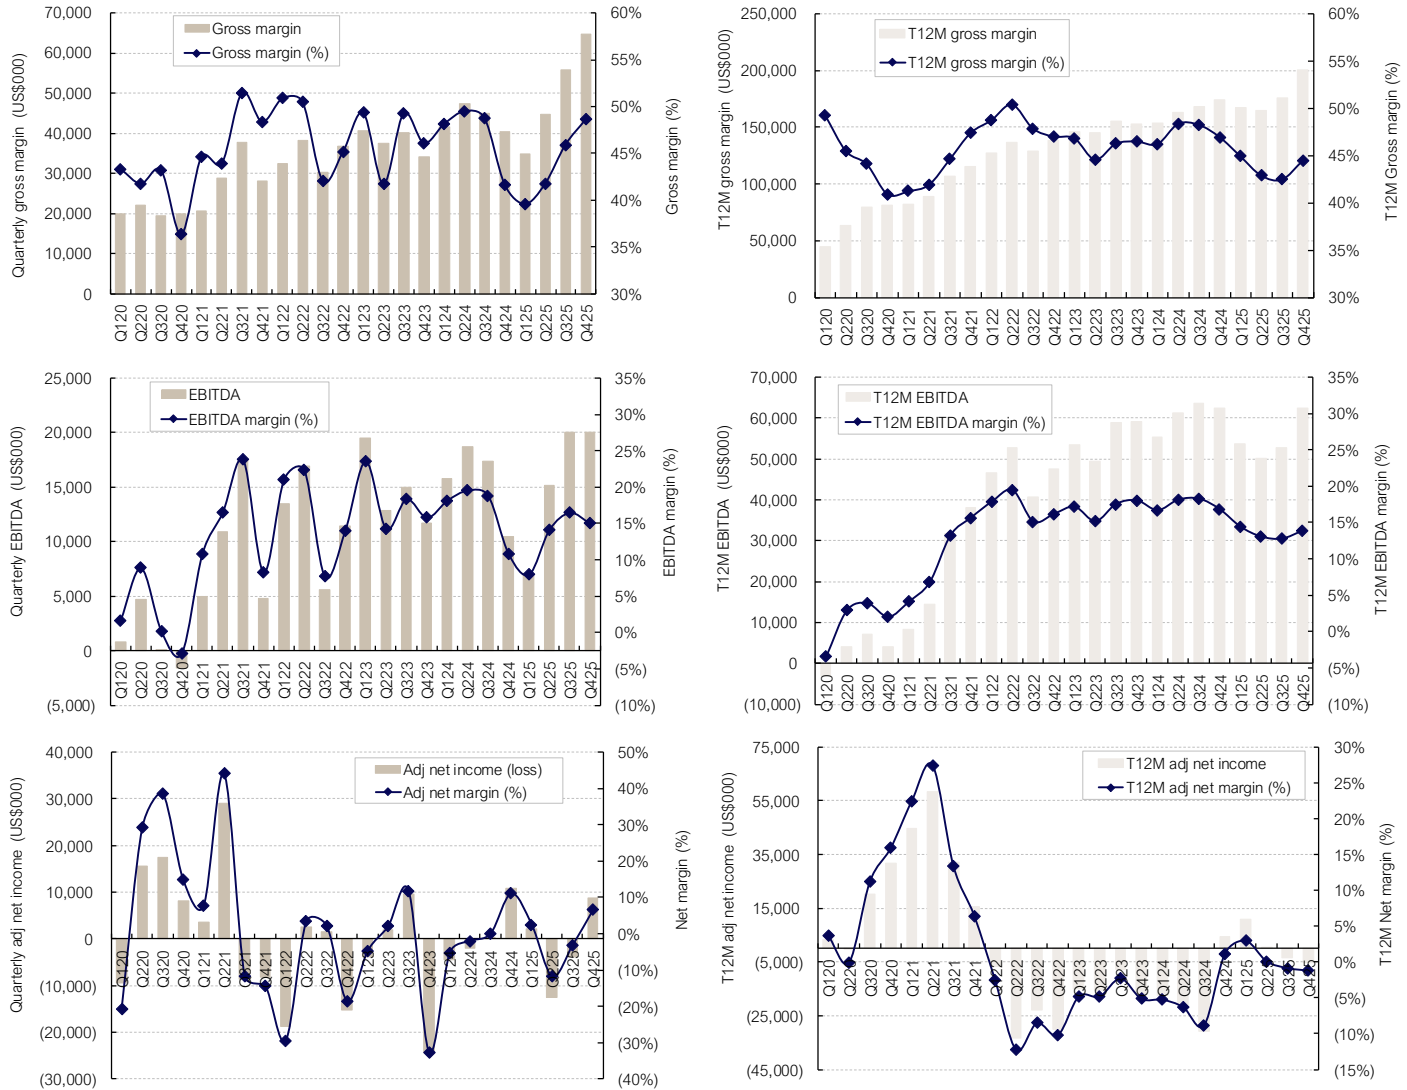 Quarterly gross margin (US$000)
70,000
60,000
50,000
40,000
30,000
20,000
10,000
0
Gross margin
Gross margin (%)
60%
55%
50%
45%
40%
35%
30%
Gross margin (%)
Q120
Q220
Q320
Q420
Q121
Q221
Q321
Q421
Q122
Q222
Q322
Q422
Q123
Q223
Q323
Q423
Q124
Q224
Q324
Q424
Q125
Q225
Q325
Q425
T12M gross margin (US$000)
250,000
200,000
150,000
100,000
50,000
0
T12M gross margin
T12M gross margin (%)
60%
55%
50%
45%
40%
35%
30%
T12M Gross margin (%)
Q120
Q220
Q320
Q420
Q121
Q221
Q321
Q421
Q122
Q222
Q322
Q422
Q123
Q223
Q323
Q423
Q124
Q224
Q324
Q424
Q125
Q225
Q325
Q425
Quarterly EBITDA (US$000)
25,000
20,000
15,000
10,000
5,000
0
(5,000)
EBITDA
EBITDA margin (%)
35%
30%
25%
20%
15%
10%
5%
0%
(5%)
(10%)
EBITDA margin (%)
Q120
Q220
Q320
Q420
Q121
Q221
Q321
Q421
Q122
Q222
Q322
Q422
Q123
Q223
Q323
Q423
Q124
Q224
Q324
Q424
Q125
Q225
Q325
Q425
T12M EBITDA (US$000)
70,000
60,000
50,000
40,000
30,000
20,000
10,000
0
(10,000)
T12M EBITDA
T12M EBITDA margin (%)
35%
30%
25%
20%
15%
10%
5%
0%
(5%)
(10%)
T12M EBITDA margin (%)
Q120
Q220
Q320
Q420
Q121
Q221
Q321
Q421
Q122
Q222
Q322
Q422
Q123
Q223
Q323
Q423
Q124
Q224
Q324
Q424
Q125
Q225
Q325
Q425
Quarterly adj net income (US$000)
40,000
30,000
20,000
10,000
0
(10,000)
(20,000)
(30,000)
Adj net income (loss)
Adj net margin (%)
50%
40%
30%
20%
10%
0%
(10%)
(20%)
(30%)
(40%)
Net margin (%)
Q120
Q220
Q320
Q420
Q121
Q221
Q321
Q421
Q122
Q222
Q322
Q422
Q123
Q223
Q323
Q423
Q124
Q224
Q324
Q424
Q125
Q225
Q325
Q425
T12M adj net income (US$000)
75,000
55,000
35,000
15,000
(5,000)
(25,000)
(45,000)
T12M adj net income
T12M adj net margin (%)
30%
25%
20%
15%
10%
5%
0%
(5%)
(10%)
(15%)
T12M Net margin (%)
Q120
Q220
Q320
Q420
Q121
Q221
Q321
Q421
Q122
Q222
Q322
Q422
Q123
Q223
Q323
Q423
Q124
Q224
Q324
Q424
Q125
Q225
Q325
Q425